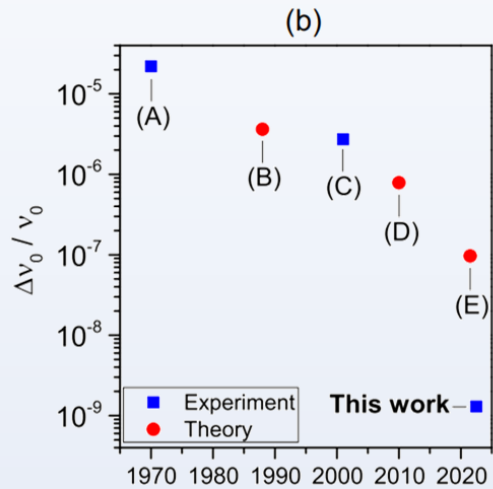 (b)
Δν₀ / ν₀
10⁻⁵
10⁻⁶
10⁻⁷
10⁻⁸
10⁻⁹
(A)
(B)
(C)
(D)
(E)
This work
Experiment
Theory
1970 1980 1990 2000 2010 2020